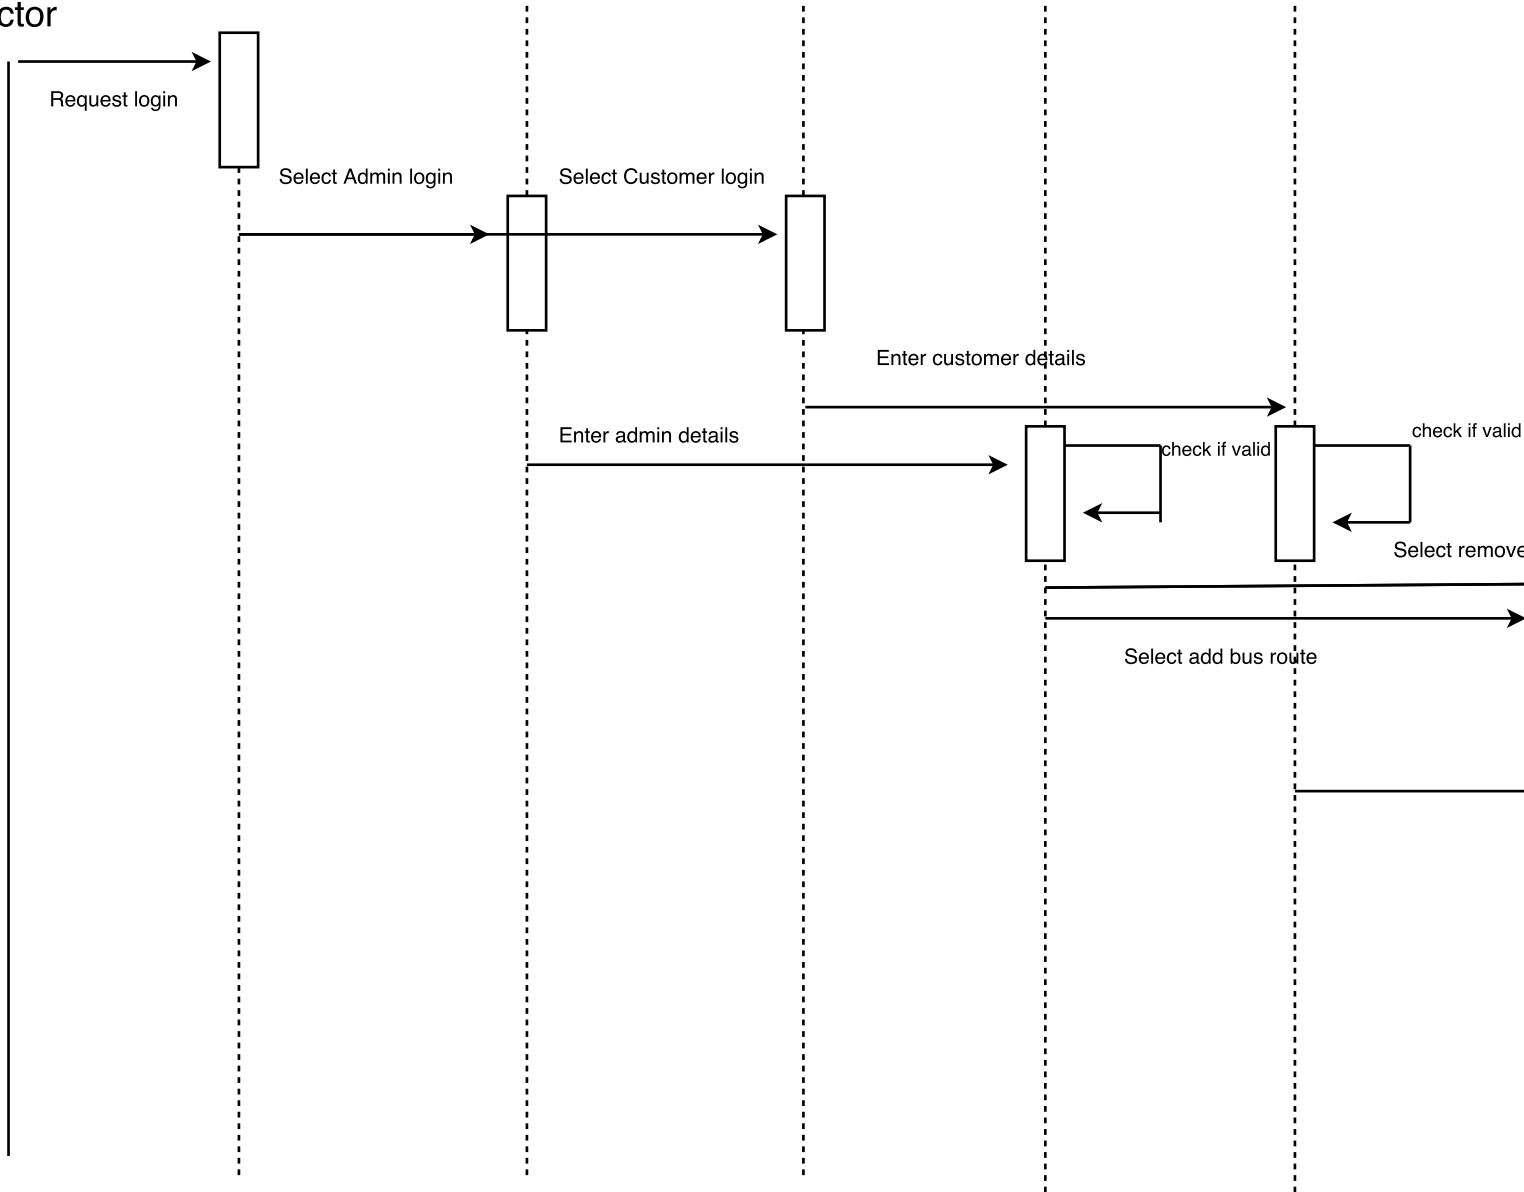 ctor
Request login
Select Admin login
Select Customer login
Enter customer details
Enter admin details
check if valid
check if valid
Select remove
Select add bus route